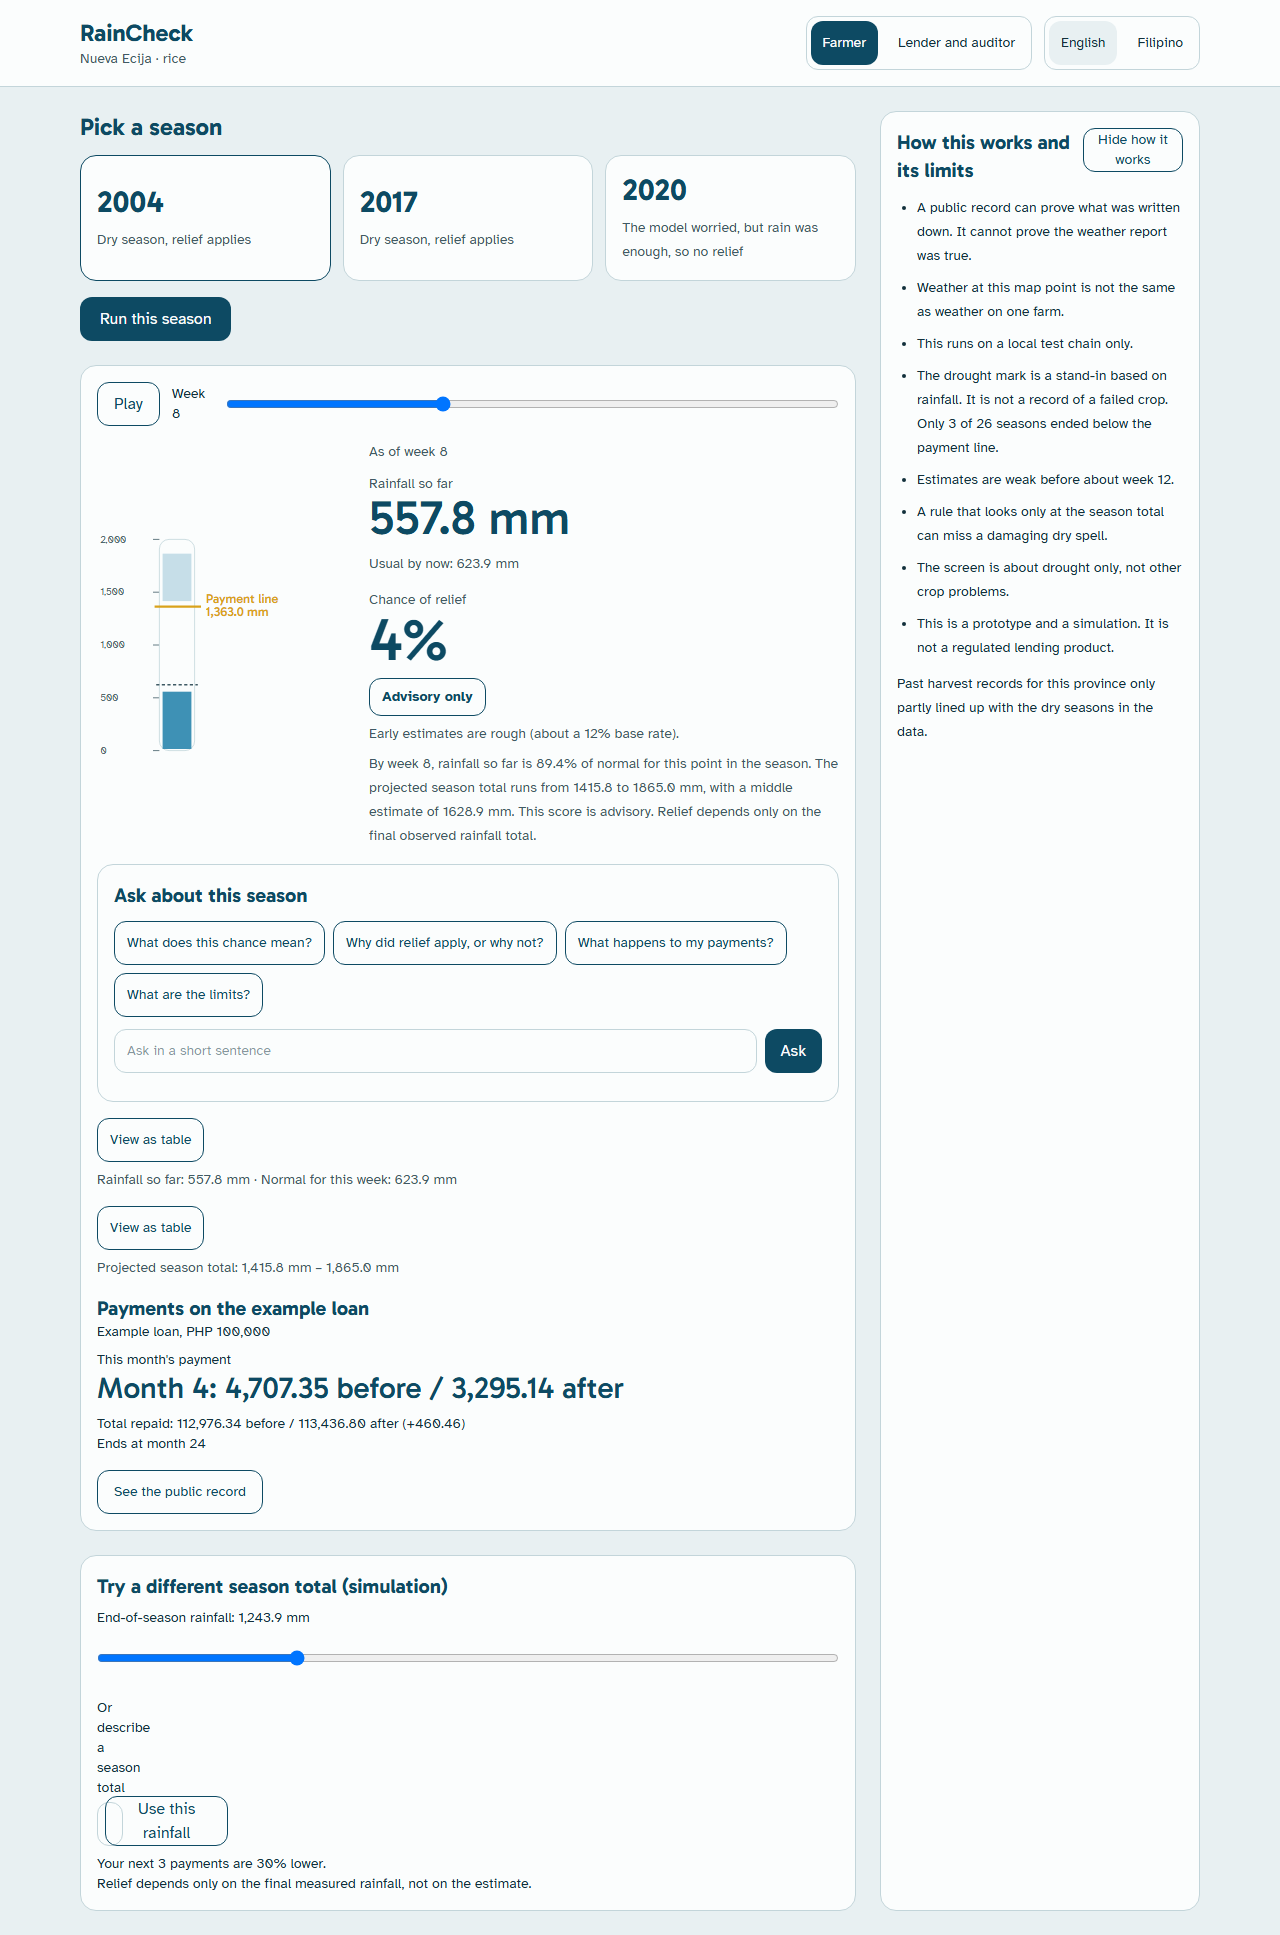 RainCheck
Nueva Ecija · rice
Farmer
Lender and auditor
English
Filipino
Pick a season
2004
Dry season, relief applies
2017
Dry season, relief applies
2020
The model worried, but rain was
enough, so no relief
Run this season
Play
Week
8
As of week 8
Rainfall so far
557.8 mm
Usual by now: 623.9 mm
Chance of relief
4%
Advisory only
Early estimates are rough (about a 12% base rate).
By week 8, rainfall so far is 89.4% of normal for this point in the season. The
projected season total runs from 1415.8 to 1865.0 mm, with a middle
estimate of 1628.9 mm. This score is advisory. Relief depends only on the
final observed rainfall total.
2,000
1,500
1,000
500
0
Payment line
1,363.0 mm
Ask about this season
What does this chance mean?
Why did relief apply, or why not?
What happens to my payments?
What are the limits?
Ask in a short sentence
Ask
View as table
Rainfall so far: 557.8 mm · Normal for this week: 623.9 mm
View as table
Projected season total: 1,415.8 mm – 1,865.0 mm
Payments on the example loan
Example loan, PHP 100,000
This month's payment
Month 4: 4,707.35 before / 3,295.14 after
Total repaid: 112,976.34 before / 113,436.80 after (+460.46)
Ends at month 24
See the public record
Try a different season total (simulation)
End-of-season rainfall: 1,243.9 mm
Or
describe
a
season
total
Use this
rainfall
Your next 3 payments are 30% lower.
Relief depends only on the final measured rainfall, not on the estimate.
How this works and
its limits
Hide how it
works
▪ A public record can prove what was written
down. It cannot prove the weather report
was true.
▪ Weather at this map point is not the same
as weather on one farm.
▪ This runs on a local test chain only.
▪ The drought mark is a stand-in based on
rainfall. It is not a record of a failed crop.
Only 3 of 26 seasons ended below the
payment line.
▪ Estimates are weak before about week 12.
▪ A rule that looks only at the season total
can miss a damaging dry spell.
▪ The screen is about drought only, not other
crop problems.
▪ This is a prototype and a simulation. It is
not a regulated lending product.
Past harvest records for this province only
partly lined up with the dry seasons in the
data.